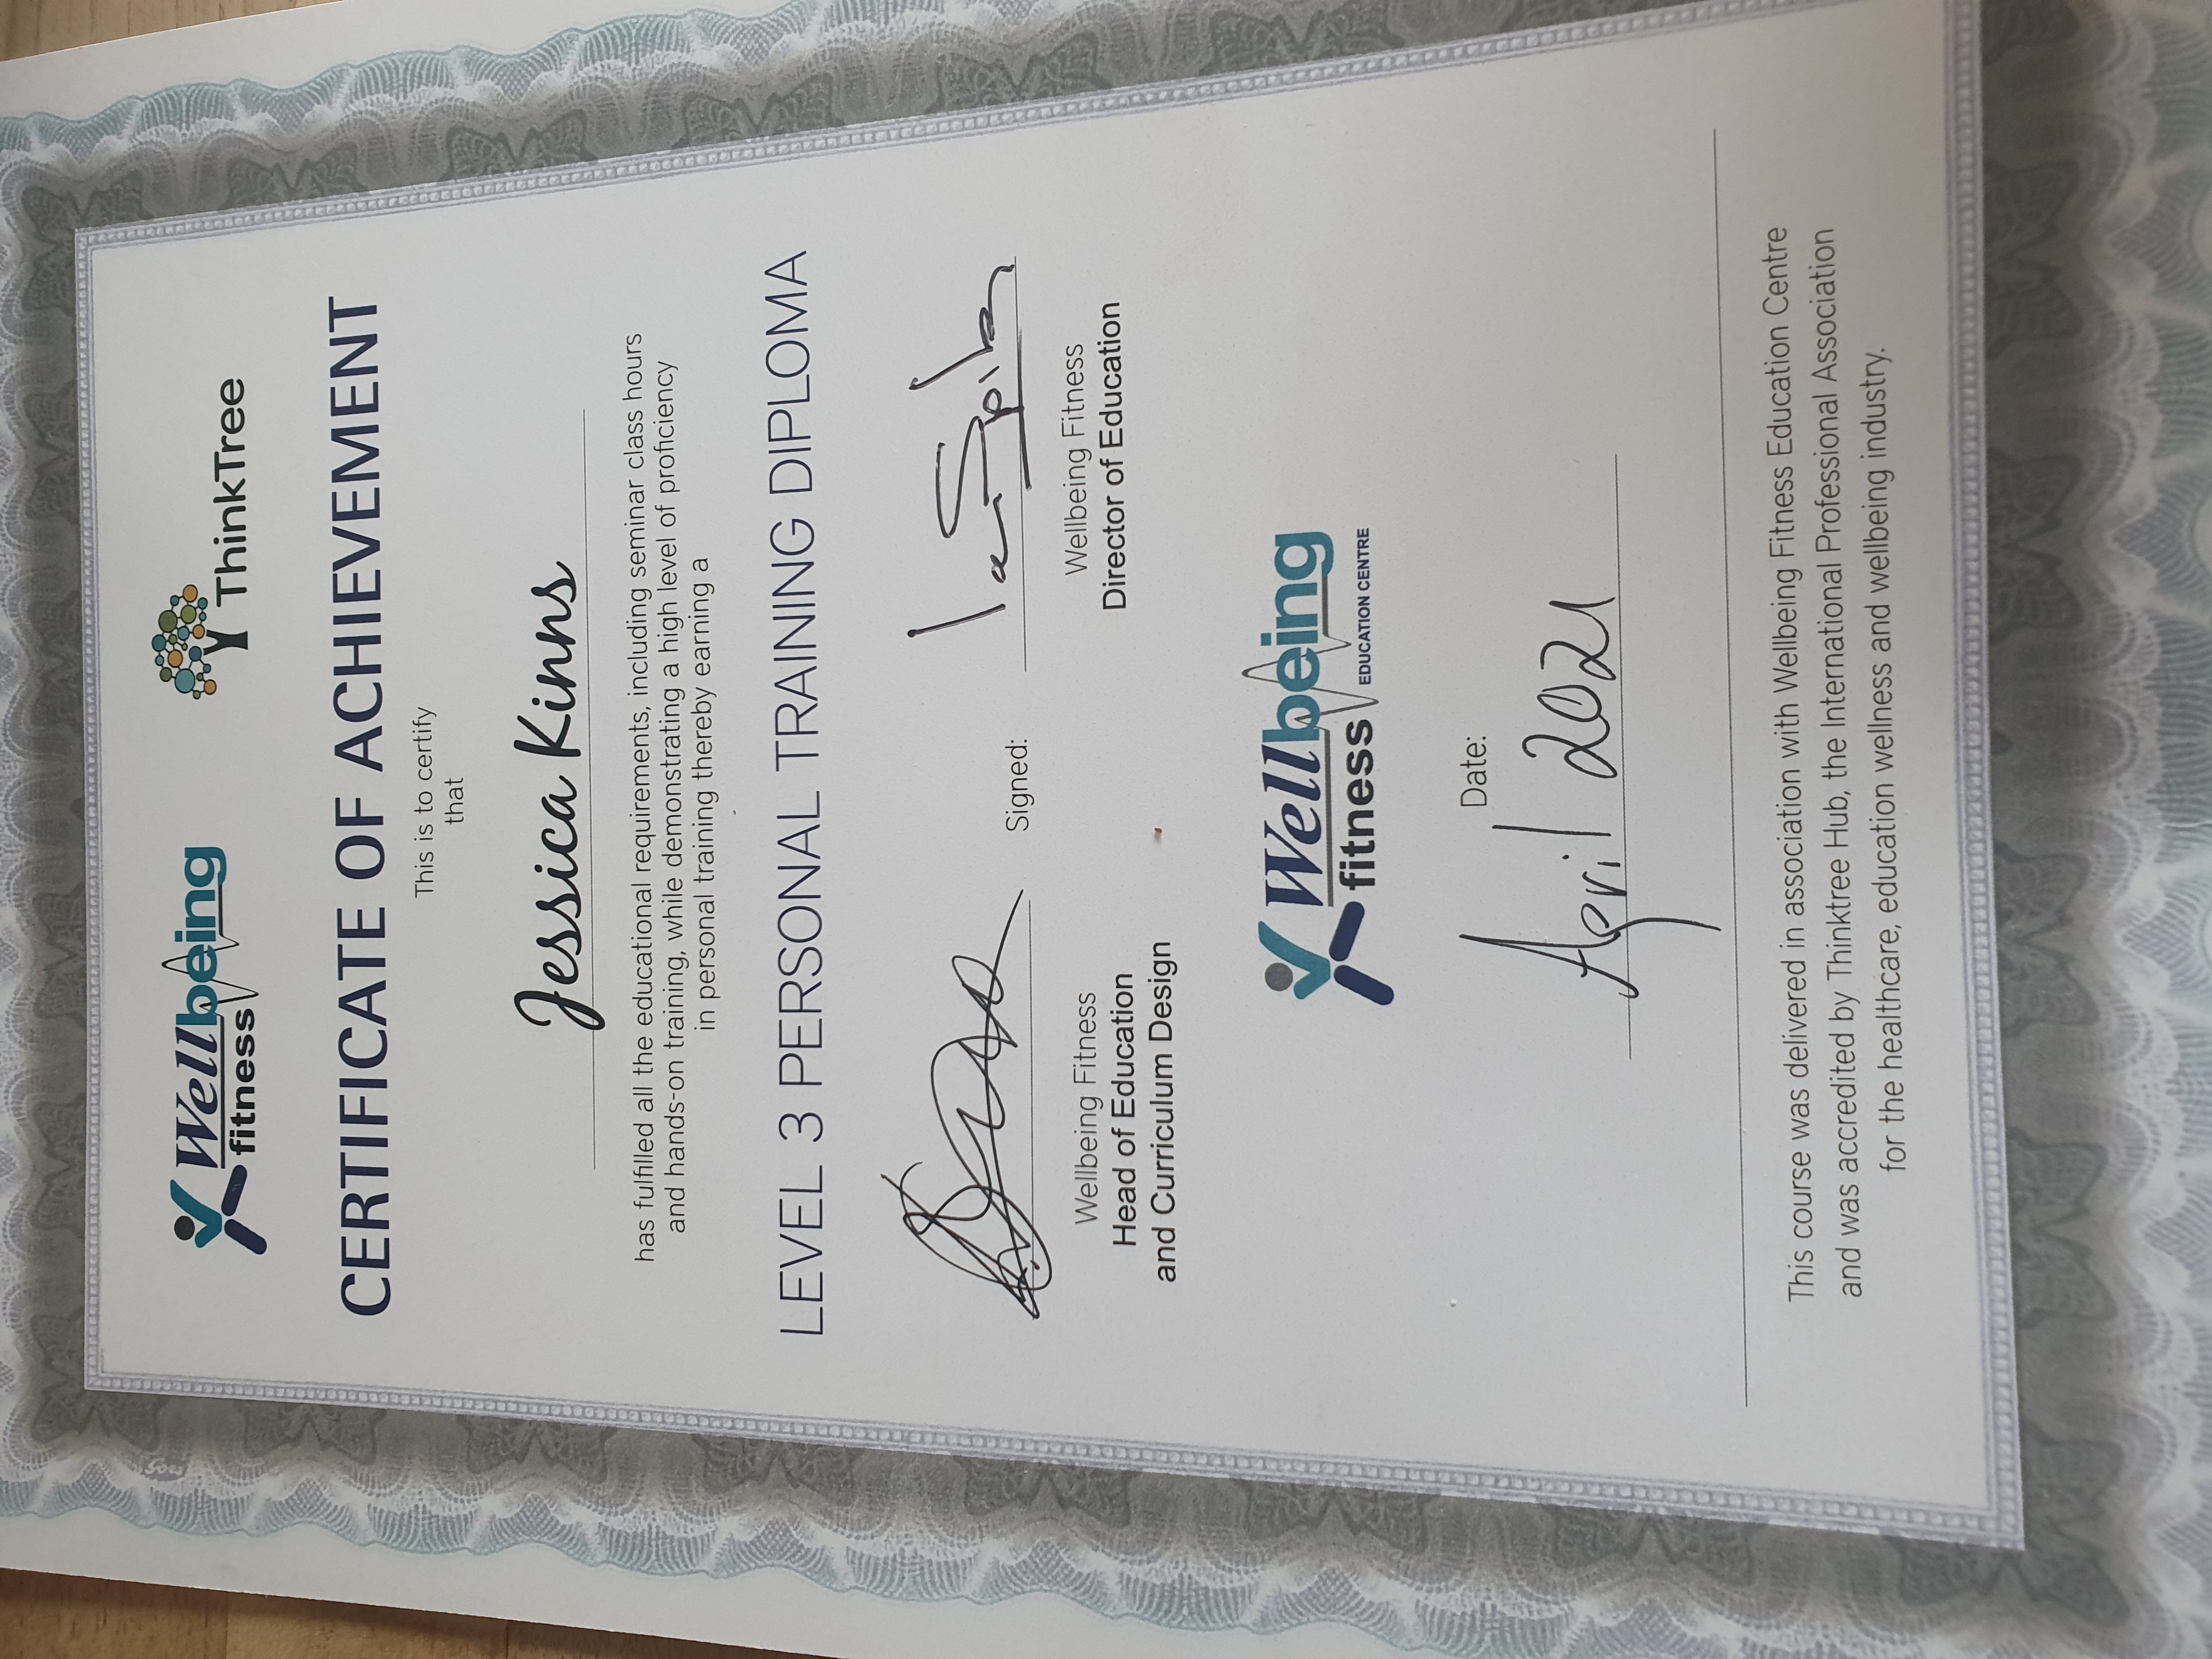 Wellbeing
fitness
ThinkTree
CERTIFICATE OF ACHIEVEMENT
This is to certify
that
Jessica Kinns
has fulfilled all the educational requirements, including seminar class hours
and hands-on training, while demonstrating a high level of proficiency
in personal training thereby earning a
LEVEL 3 PERSONAL TRAINING DIPLOMA
Signed:
Wellbeing Fitness
Head of Education
and Curriculum Design
Wellbeing Fitness
Director of Education
Wellbeing
fitness EDUCATION CENTRE
Date:
April 2021
This course was delivered in association with Wellbeing Fitness Education Centre
and was accredited by Thinktree Hub, the International Professional Association
for the healthcare, education wellness and wellbeing industry.